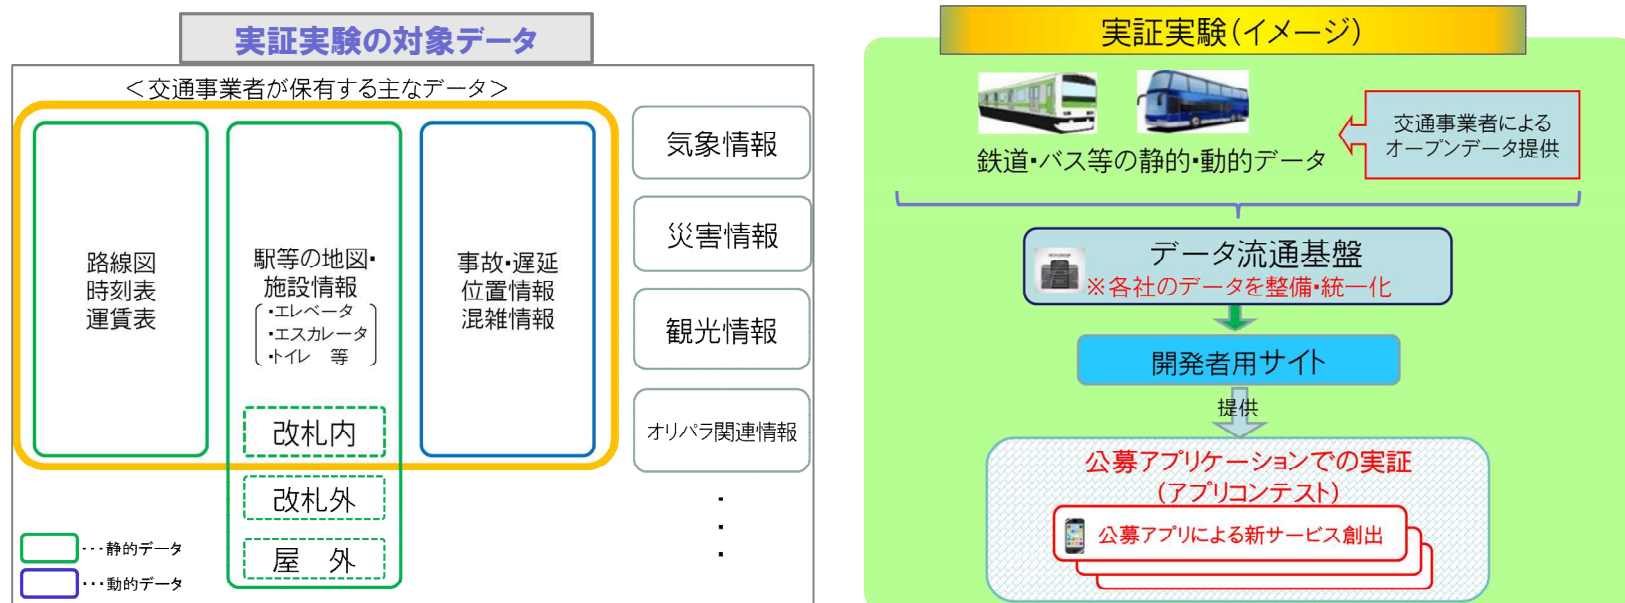 実証実験の対象データ
＜交通事業者が保有する主なデータ＞
路線図
時刻表
運賃表
駅等の地図・
施設情報
・エレベータ
・エスカレータ
・トイレ　等
改札内
改札外
屋　外
事故・遅延
位置情報
混雑情報
気象情報
災害情報
観光情報
オリパラ関連情報
・
・
・
・・・静的データ
・・・動的データ
実証実験（イメージ）
鉄道・バス等の静的・動的データ
交通事業者による
オープンデータ提供
データ流通基盤
※各社のデータを整備・統一化
開発者用サイト
提供
公募アプリケーションでの実証
（アプリコンテスト）
公募アプリによる新サービス創出